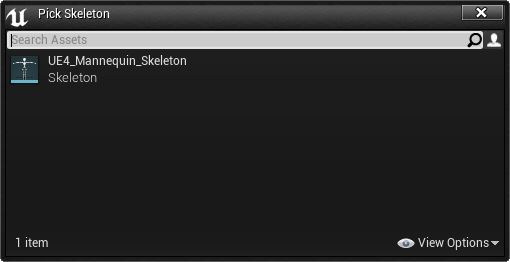 Pick Skeleton
Search Assets
UE4_Mannequin_Skeleton
Skeleton
1 item
View Options